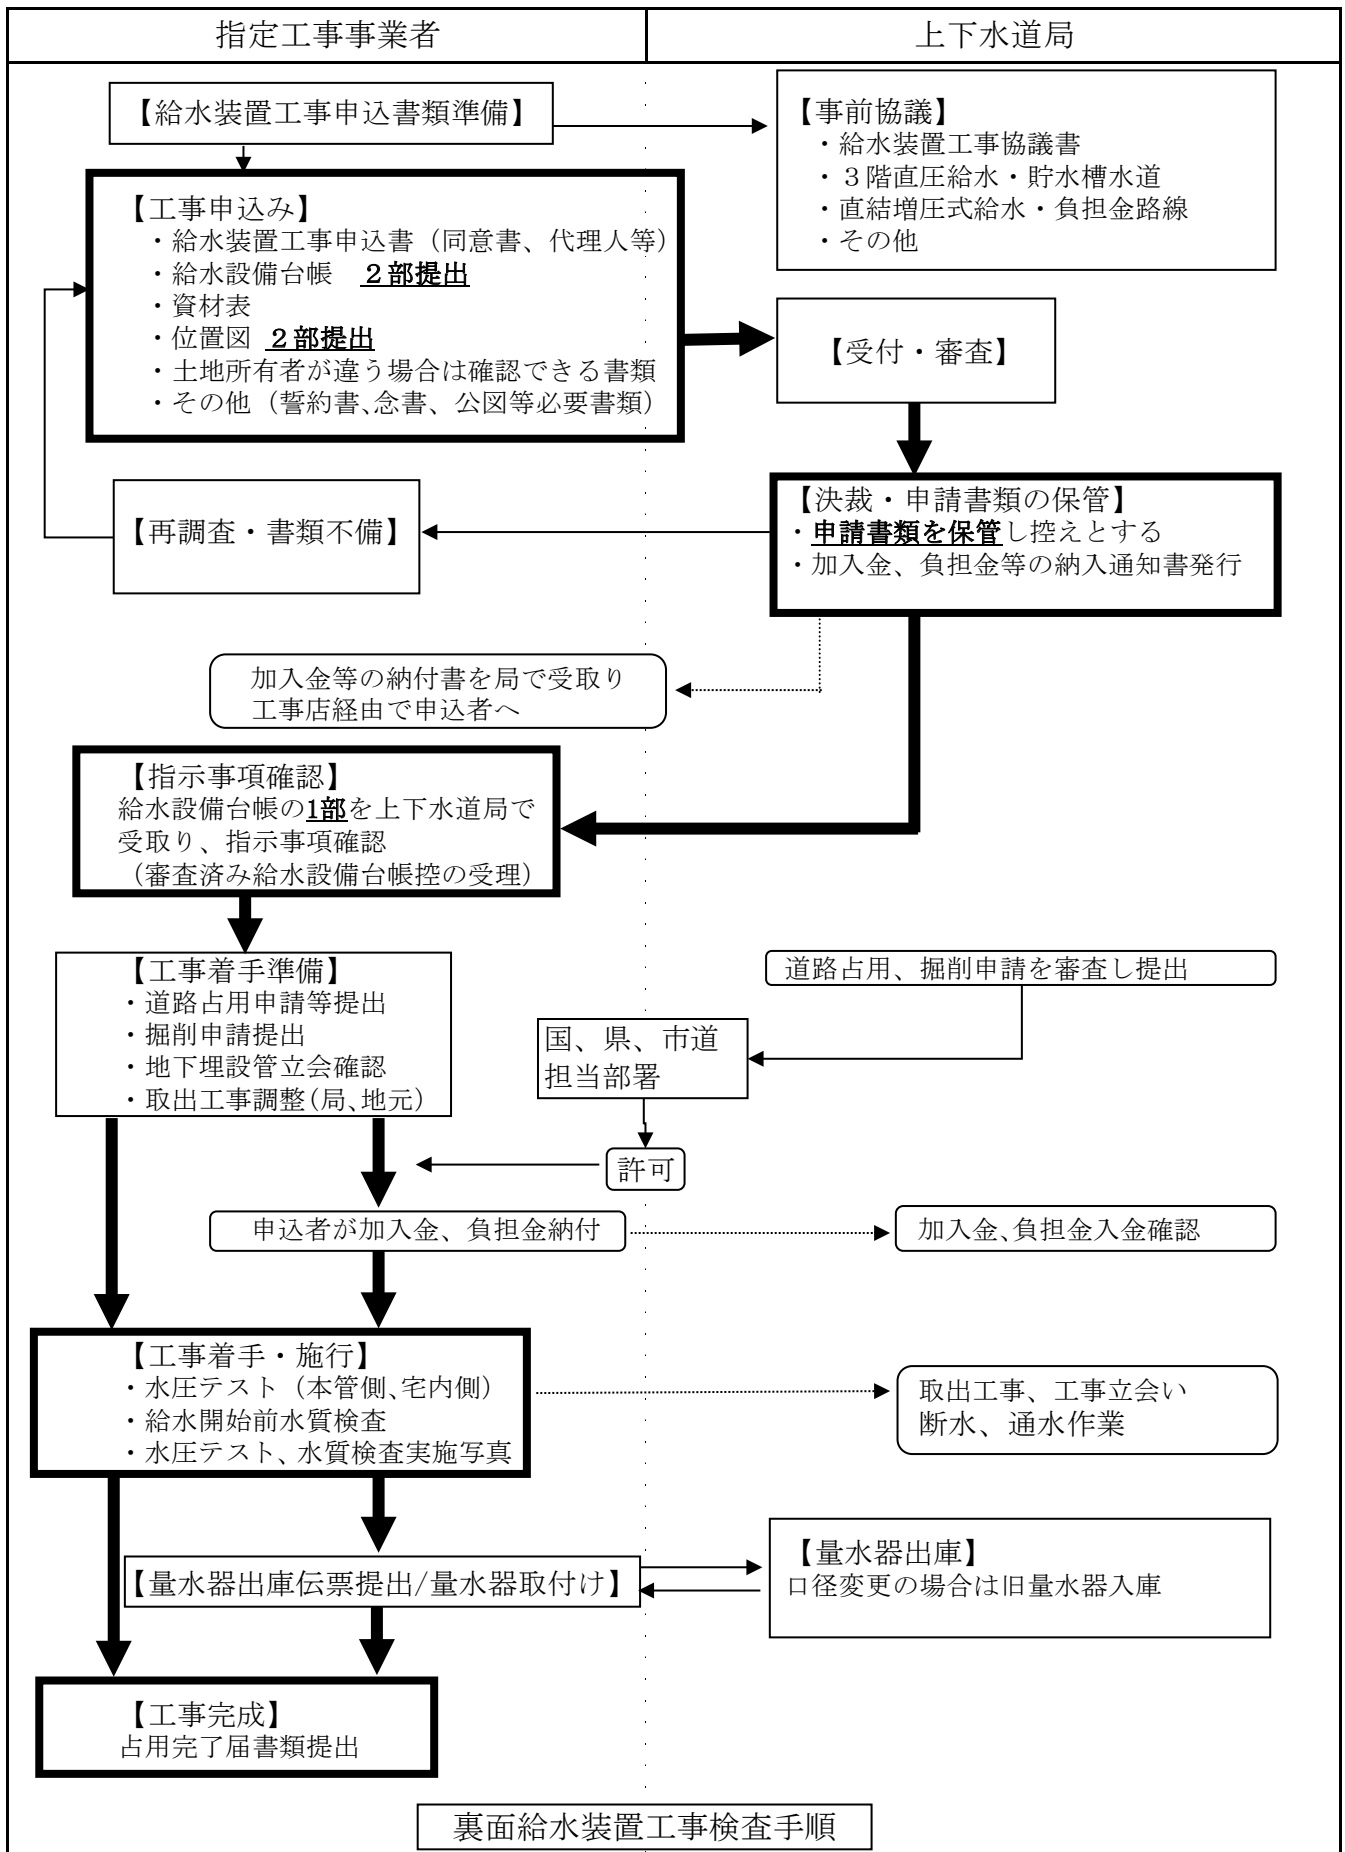 指定工事事業者
上下水道局
【給水装置工事申込書類準備】
【事前協議】
・給水装置工事協議書
・３階直圧給水・貯水槽水道
・直結増圧式給水・負担金路線
・その他
【工事申込み】
・給水装置工事申込書（同意書、代理人等）
・給水設備台帳　２部提出
・資材表
・位置図 ２部提出
・土地所有者が違う場合は確認できる書類
・その他（誓約書、念書、公図等必要書類）
【受付・審査】
【決裁・申請書類の保管】
・申請書類を保管し控えとする
・加入金、負担金等の納入通知書発行
【再調査・書類不備】
加入金等の納付書を局で受取り
工事店経由で申込者へ
【指示事項確認】
給水設備台帳の1部を上下水道局で
受取り、指示事項確認
（審査済み給水設備台帳控の受理）
【工事着手準備】
・道路占用申請等提出
・掘削申請提出
・地下埋設管立会確認
・取出工事調整（局、地元）
道路占用、掘削申請を審査し提出
国、県、市道
担当部署
許可
申込者が加入金、負担金納付
加入金、負担金入金確認
【工事着手・施行】
・水圧テスト（本管側、宅内側）
・給水開始前水質検査
・水圧テスト、水質検査実施写真
取出工事、工事立会い
断水、通水作業
【量水器出庫伝票提出/量水器取付け】
【量水器出庫】
口径変更の場合は旧量水器入庫
【工事完成】
占用完了届書類提出
裏面給水装置工事検査手順